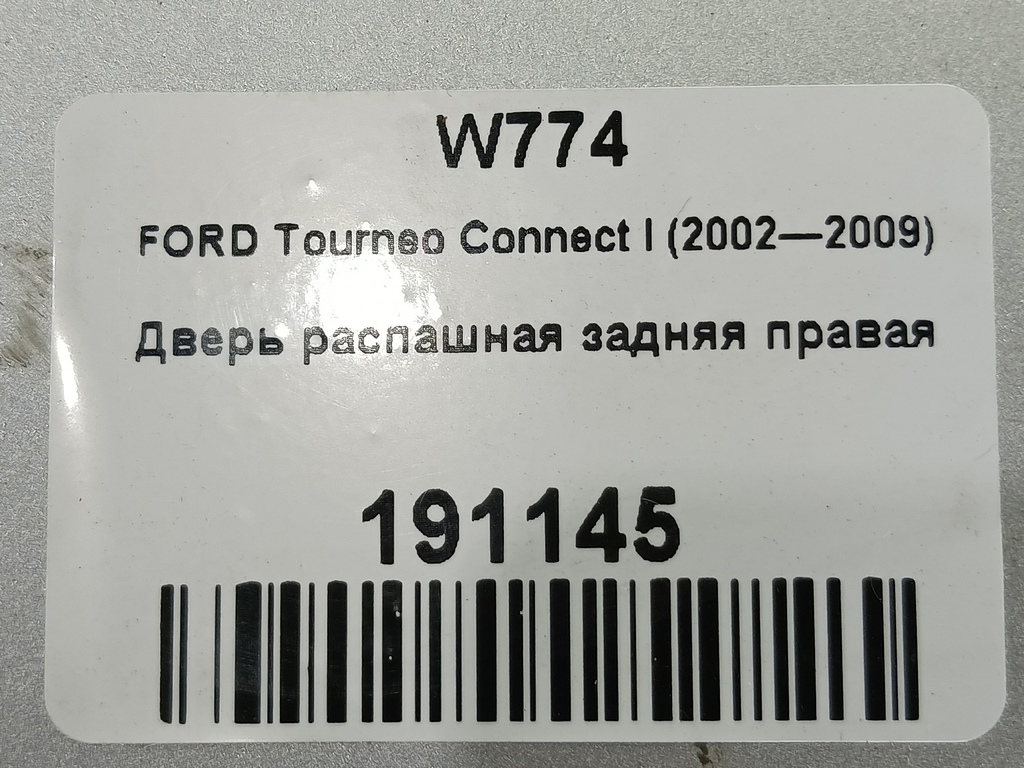 W774
FORD Tourneo Connect I (2002—2009)
Дверь распашная задняя правая
191145